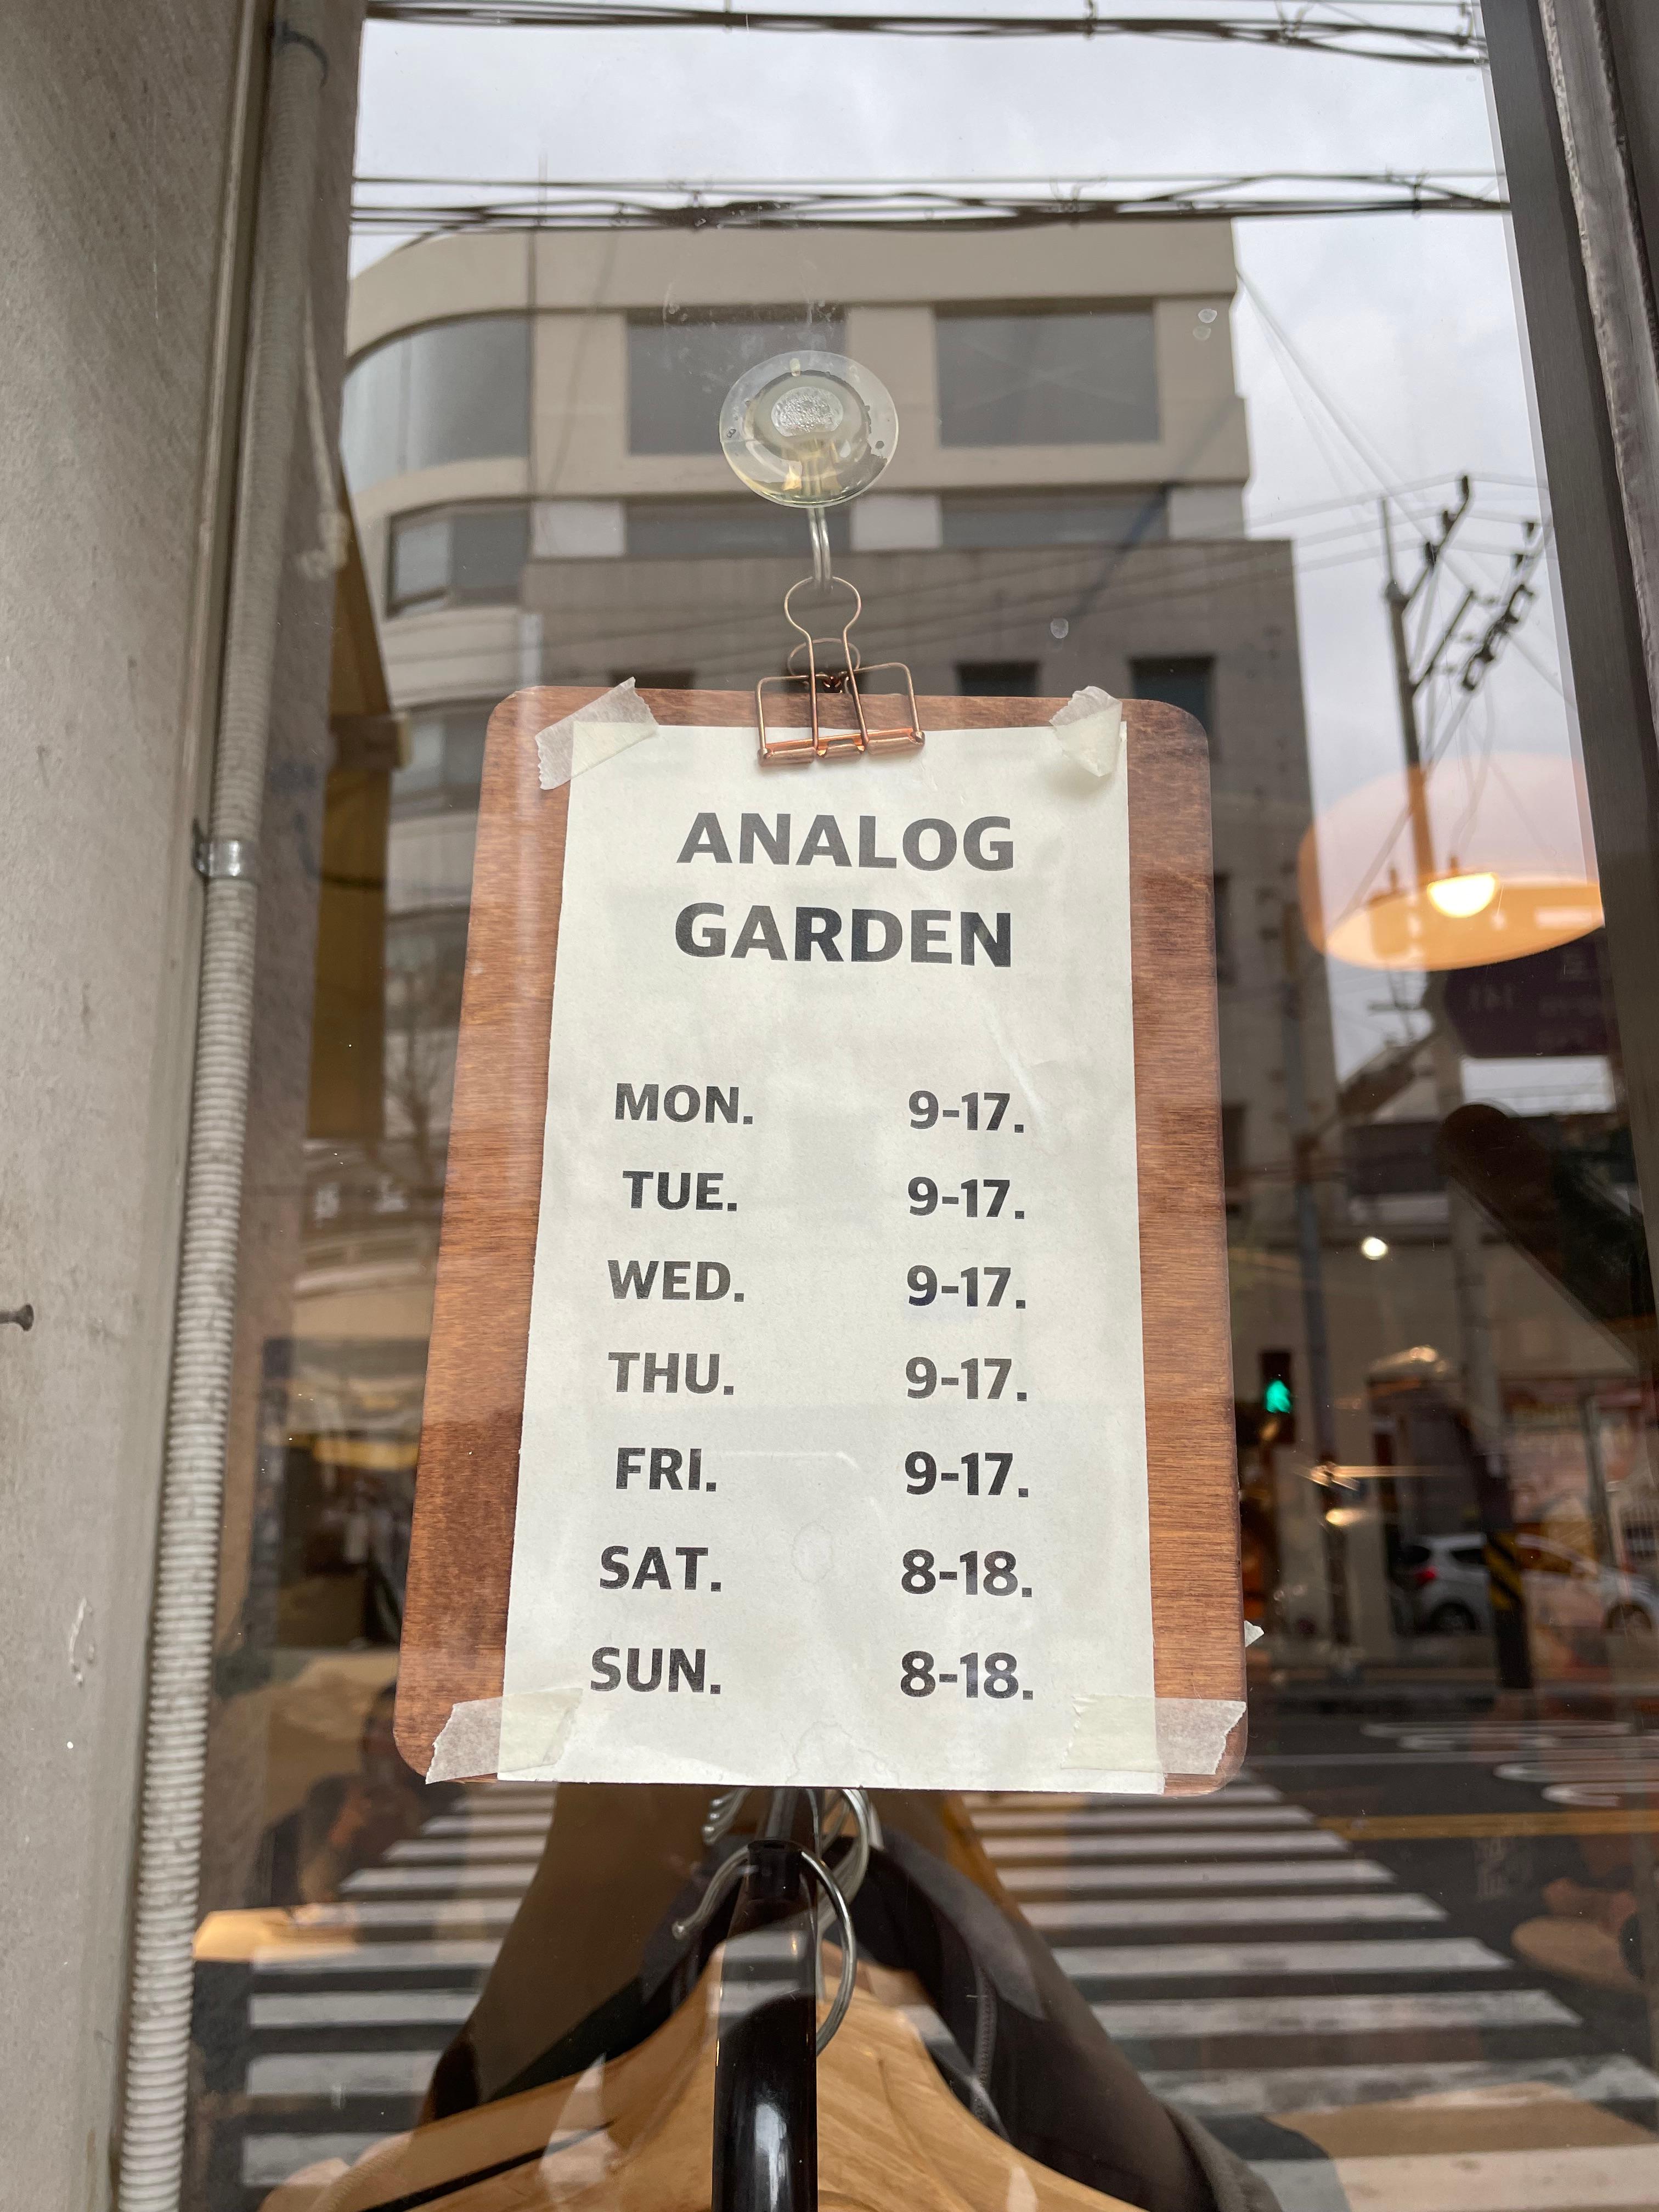 ANALOG
GARDEN
MON. 9-17.
TUE. 9-17.
WED. 9-17.
THU. 9-17.
FRI. 9-17.
SAT. 8-18.
SUN. 8-18.